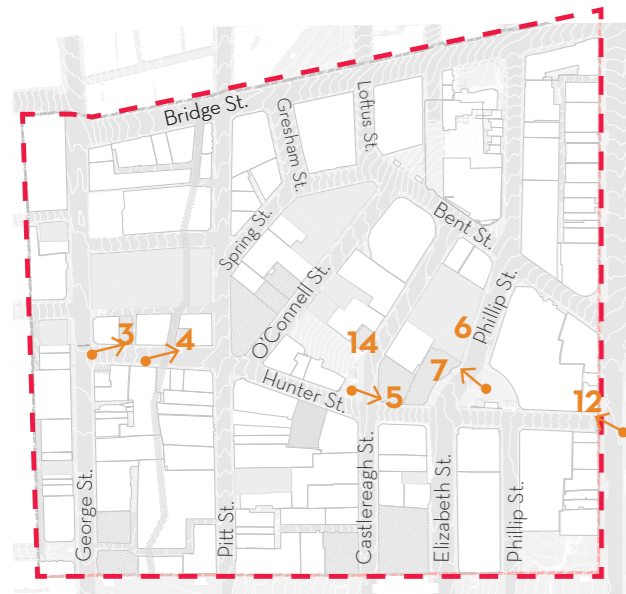 Bridge St.
Loftus St.
Gresham St.
Bent St.
Spring St.
Phillip St.
O'Connell St.
3
4
14
6
7
Hunter St.
5
12
George St.
Pitt St.
Castlereagh St.
Elizabeth St.
Phillip St.